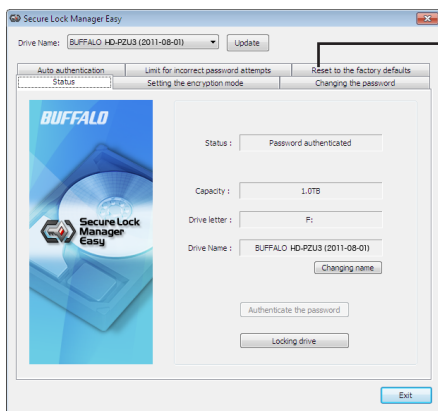 Secure Lock Manager Easy
Drive Name: BUFFALO HD-PZU3 (2011-08-01) Update
Auto authentication Limit for incorrect password attempts Reset to the factory defaults
Status Setting the encryption mode Changing the password
BUFFALO
Secure Lock
Manager
Easy
Status : Password authenticated
Capacity : 1.0TB
Drive letter : F:
Drive Name : BUFFALO HD-PZU3 (2011-08-01)
Changing name
Authenticate the password
Locking drive
Exit